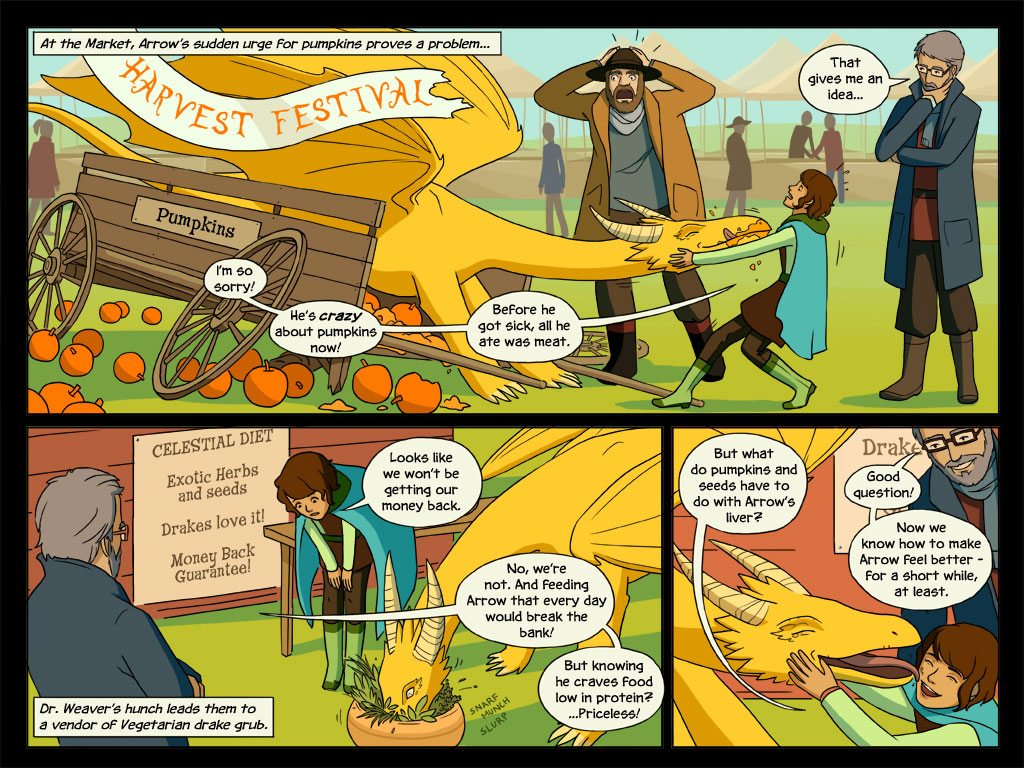 At the Market, Arrow's sudden urge for pumpkins proves a problem...
HARVEST FESTIVAL
That
gives me an
idea...
Pumpkins
I'm so
sorry!
He's crazy
about pumpkins
now!
Before he
got sick, all he
ate was meat.
CELESTIAL DIET
Exotic Herbs
and seeds
Drakes love it!
Money Back
Guarantee!
Looks like
we won't be
getting our
money back.
No, we're
not. And feeding
Arrow that every day
would break the
bank!
But knowing
he craves food
low in protein?
...Priceless!
SNARF
MUNCH
SLURP
Dr. Weaver's hunch leads them to
a vendor of Vegetarian drake grub.
But what
do pumpkins and
seeds have to
do with Arrow's
liver?
Drake
Good
question!
Now we
know how to make
Arrow feel better -
for a short while,
at least.